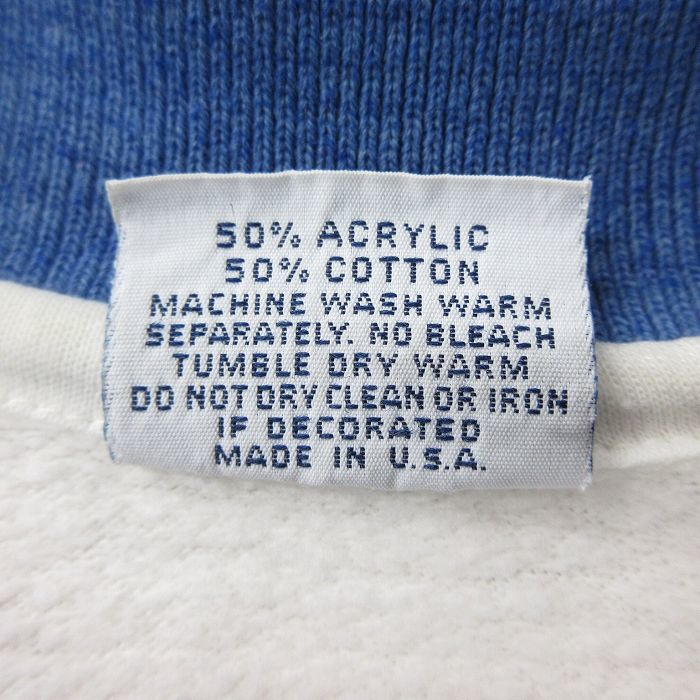 50% ACRYLIC
50% COTTON
MACHINE WASH WARM
SEPARATELY. NO BLEACH
TUMBLE DRY WARM
DO NOT DRY CLEAN OR IRON
IF DECORATED
MADE IN U.S.A.